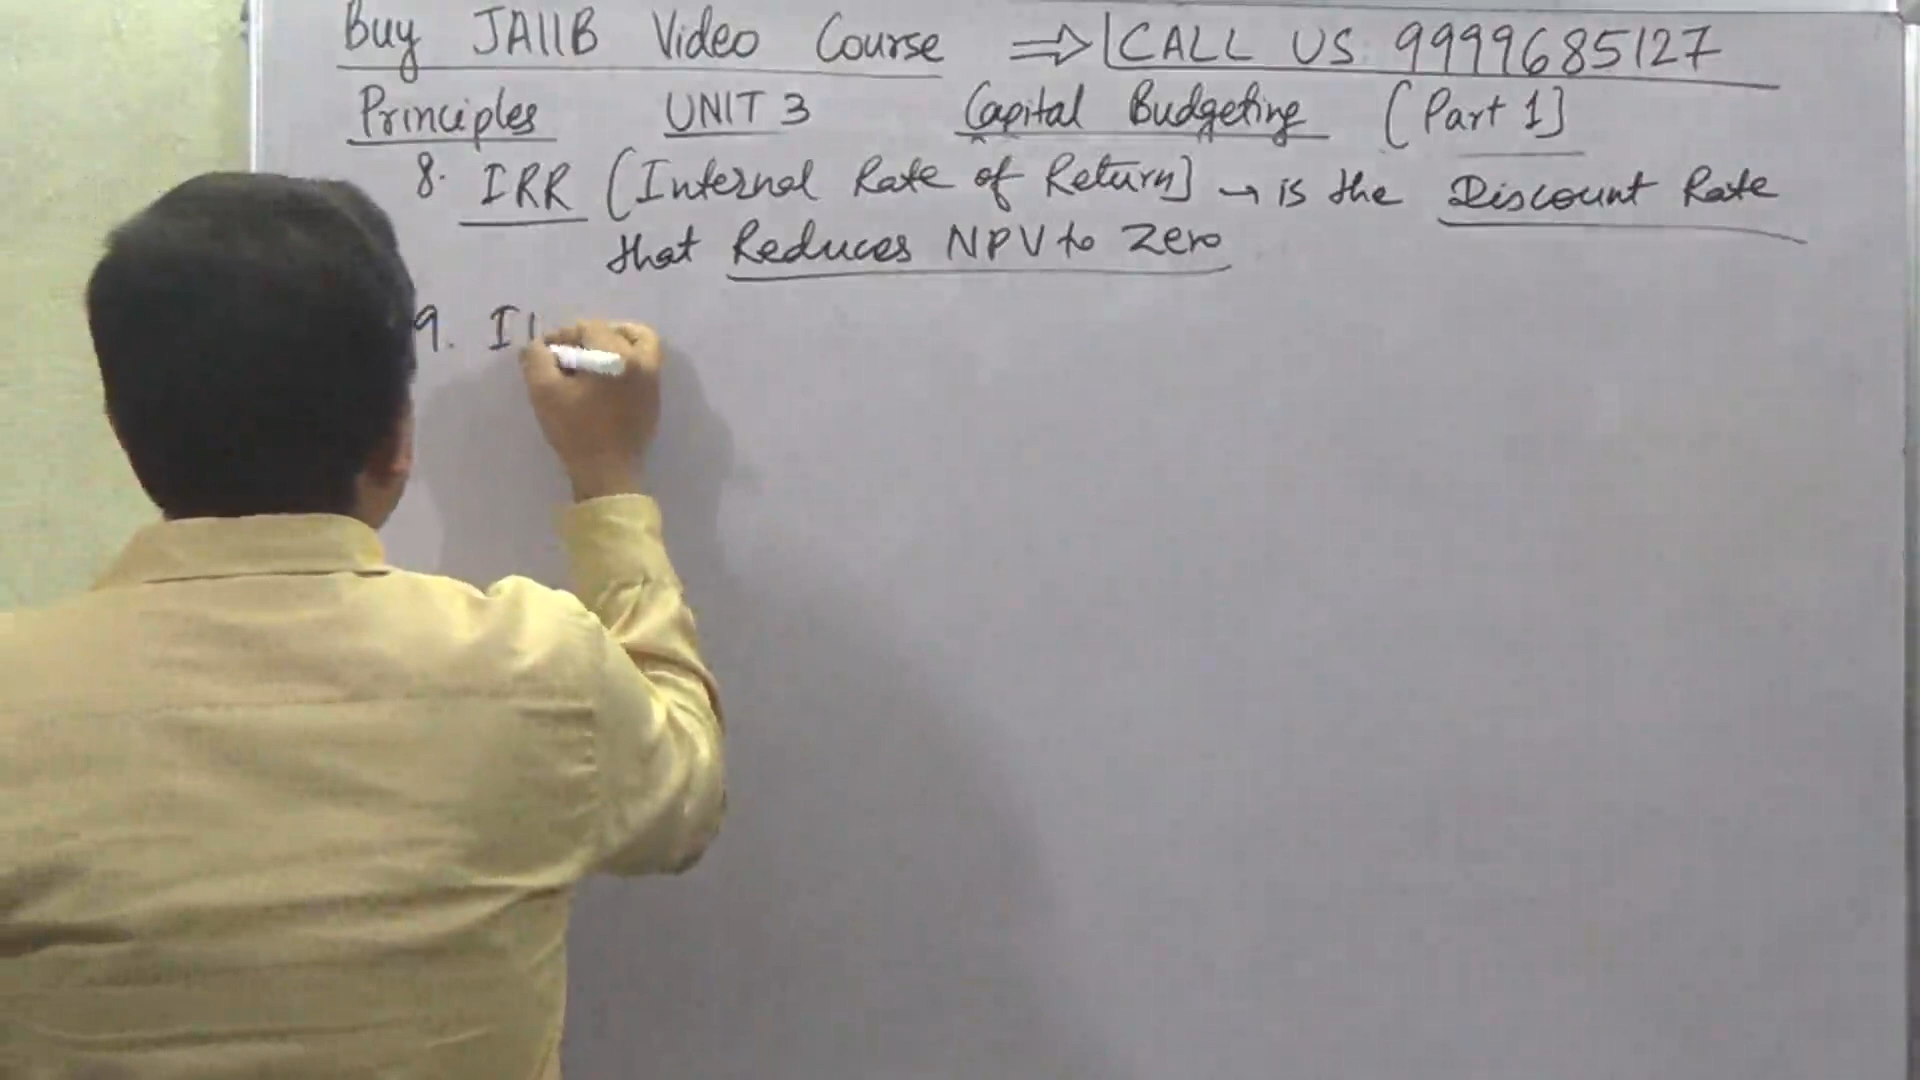 Buy JAIIB Video Course ⇒ CALL US 9999685127
Principles UNIT 3 Capital Budgeting (Part 1]
8. IRR (Internal Rate of Return] → is the Discount Rate
that Reduces NPV to Zero
9. I